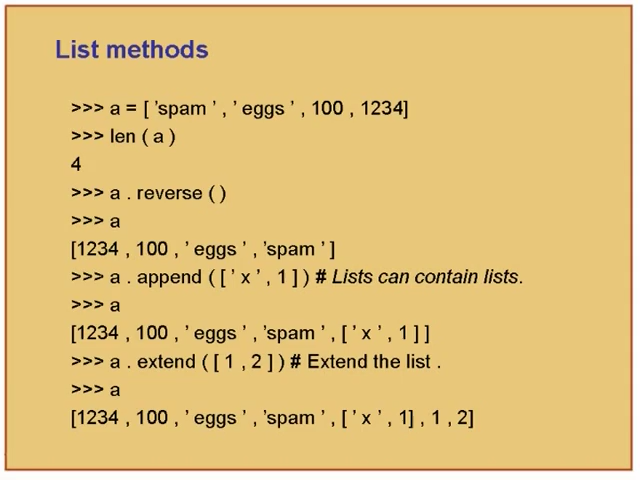 List methods
>>> a = [ ’spam ’ , ’ eggs ’ , 100 , 1234]
>>> len ( a )
4
>>> a . reverse ( )
>>> a
[1234 , 100 , ’ eggs ’ , ’spam ’ ]
>>> a . append ( [ ’ x ’ , 1 ] ) # Lists can contain lists.
>>> a
[1234 , 100 , ’ eggs ’ , ’spam ’ , [ ’ x ’ , 1 ] ]
>>> a . extend ( [ 1 , 2 ] ) # Extend the list .
>>> a
[1234 , 100 , ’ eggs ’ , ’spam ’ , [ ’ x ’ , 1] , 1 , 2]